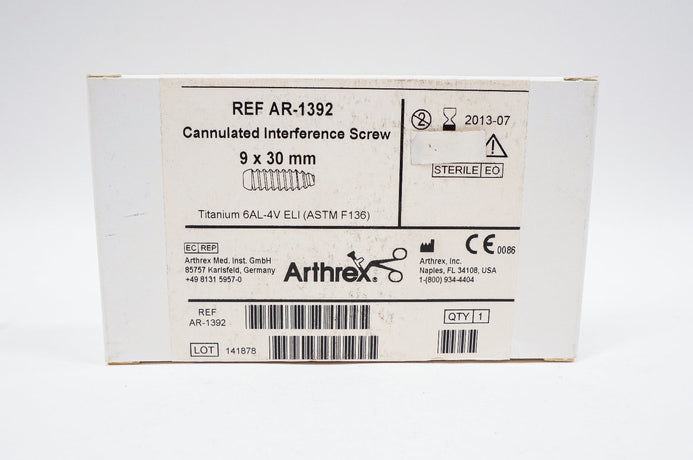 REF AR-1392
Cannulated Interference Screw
9 x 30 mm
Titanium 6AL-4V ELI (ASTM F136)
2
2013-07
STERILE EO
EC REP
Arthrex Med. Inst. GmbH
85757 Karlsfeld, Germany
+49 8131 5957-0
Arthrex®
CE 0086
Arthrex, Inc.
Naples, FL 34108, USA
1-(800) 934-4404
REF
AR-1392
QTY 1
LOT 141878